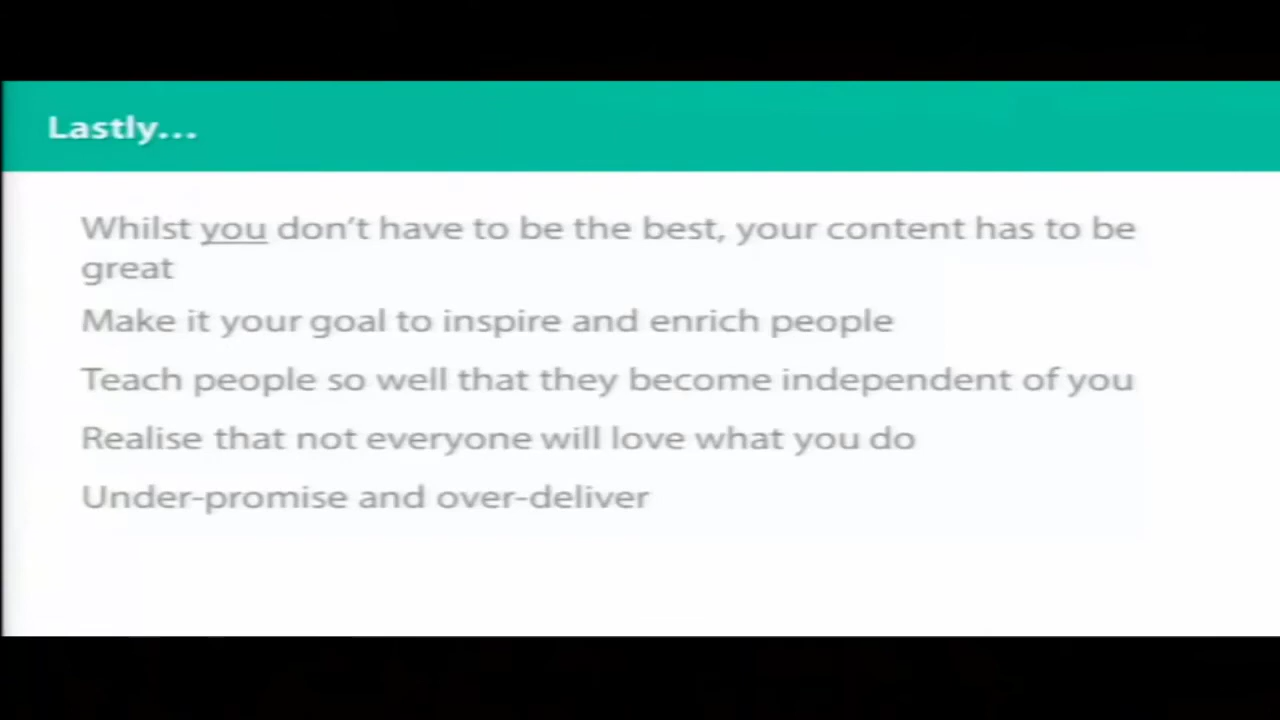 Lastly...
Whilst you don't have to be the best, your content has to be
great
Make it your goal to inspire and enrich people
Teach people so well that they become independent of you
Realise that not everyone will love what you do
Under-promise and over-deliver